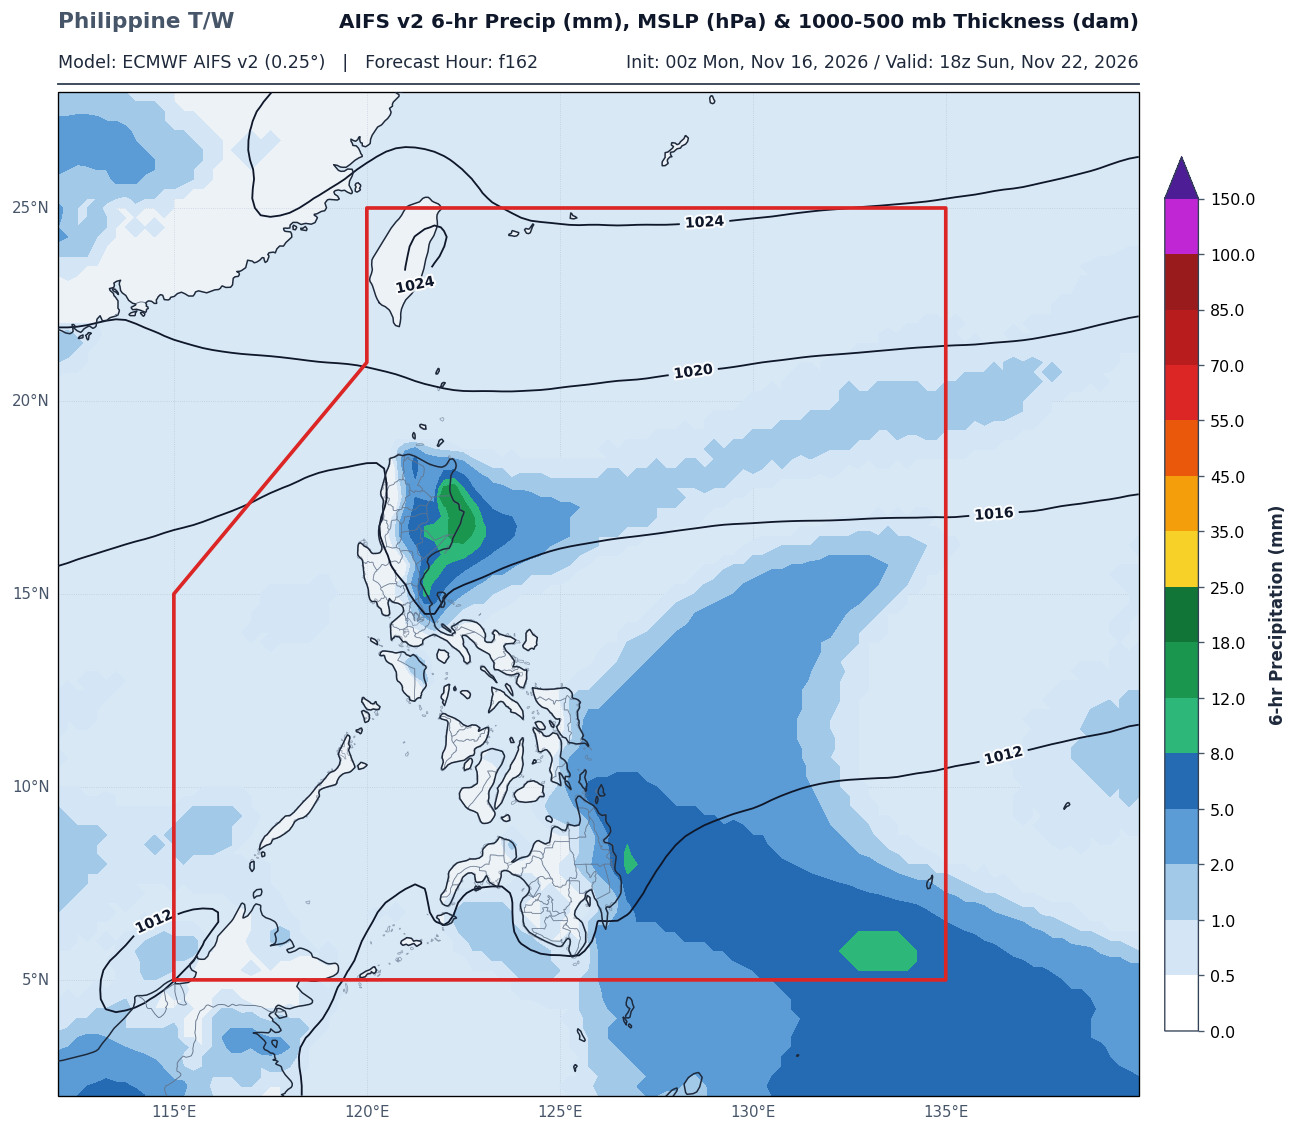 Philippine T/W
AIFS v2 6-hr Precip (mm), MSLP (hPa) & 1000-500 mb Thickness (dam)
Model: ECMWF AIFS v2 (0.25°) | Forecast Hour: f162
Init: 00z Mon, Nov 16, 2026 / Valid: 18z Sun, Nov 22, 2026
25°N
20°N
15°N
10°N
5°N
1024
1024
1020
1016
1012
1012
115°E
120°E
125°E
130°E
135°E
150.0
100.0
85.0
70.0
55.0
45.0
35.0
25.0
18.0
12.0
8.0
5.0
2.0
1.0
0.5
0.0
6-hr Precipitation (mm)